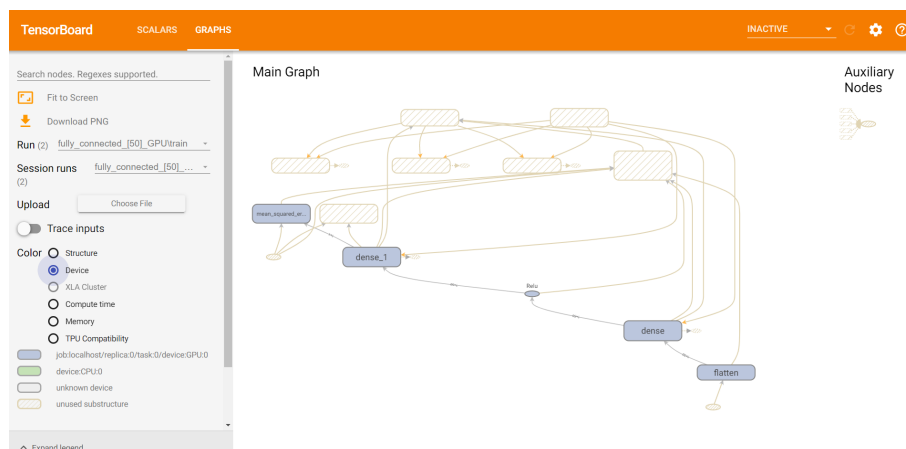 TensorBoard
SCALARS
GRAPHS
INACTIVE
Search nodes. Regexes supported.
Fit to Screen
Download PNG
Run (2) fully_connected_[50]_GPU\train
Session runs fully_connected_[50]_...
(2)
Upload Choose File
Trace inputs
Color Structure
Device
XLA Cluster
Compute time
Memory
TPU Compatibility
job:localhost/replica:0/task:0/device:GPU:0
device:CPU:0
unknown device
unused substructure
Expand legend
Main Graph
Auxiliary
Nodes
mean_squared_er...
dense_1
Relu
dense
flatten